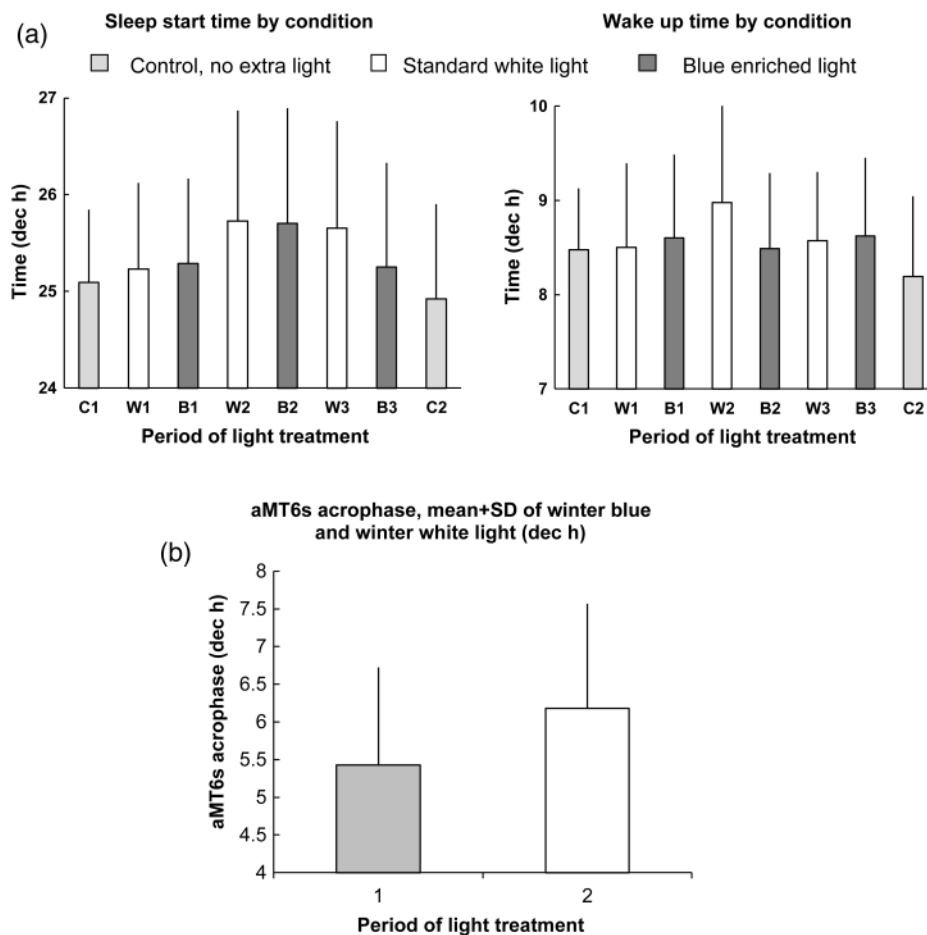 (a)
Sleep start time by condition
Wake up time by condition
Control, no extra light
Standard white light
Blue enriched light
Time (dec h)
27
26
25
24
C1 W1 B1 W2 B2 W3 B3 C2
Period of light treatment
Time (dec h)
10
9
8
7
C1 W1 B1 W2 B2 W3 B3 C2
Period of light treatment
(b)
aMT6s acrophase, mean+SD of winter blue
and winter white light (dec h)
aMT6s acrophase (dec h)
8
7.5
7
6.5
6
5.5
5
4.5
4
1 2
Period of light treatment